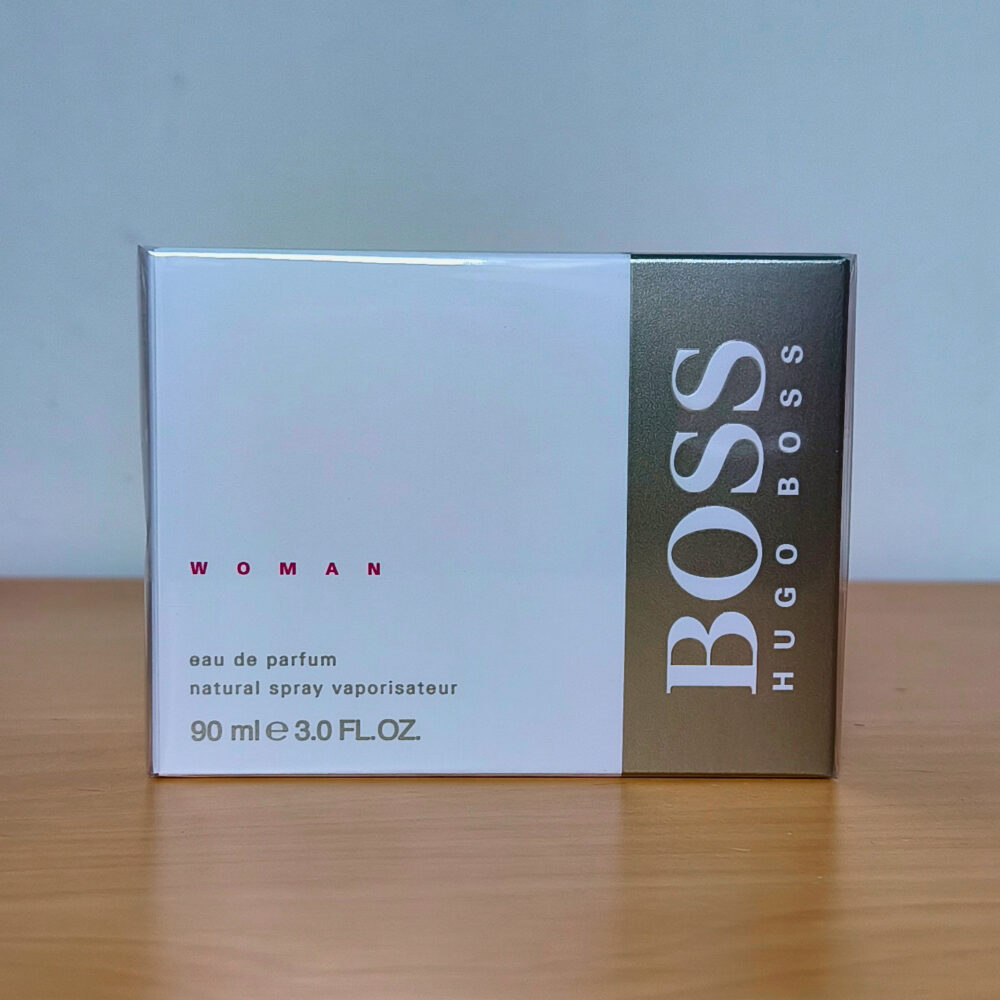 WOMAN
eau de parfum
natural spray vaporisateur
90 ml ℮ 3.0 FL.OZ.
BOSS
HUGO BOSS